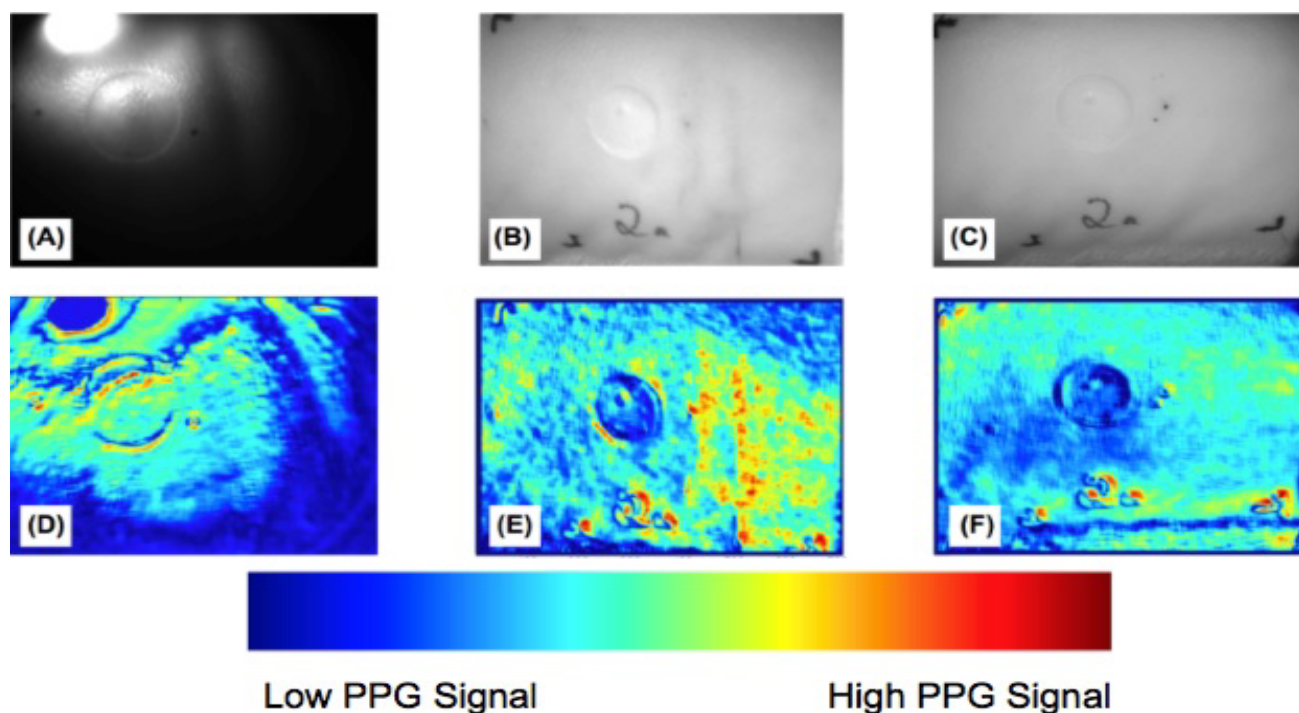 (A)
2a
(B)
2a
(C)
(D)
(E)
(F)
Low PPG Signal
High PPG Signal